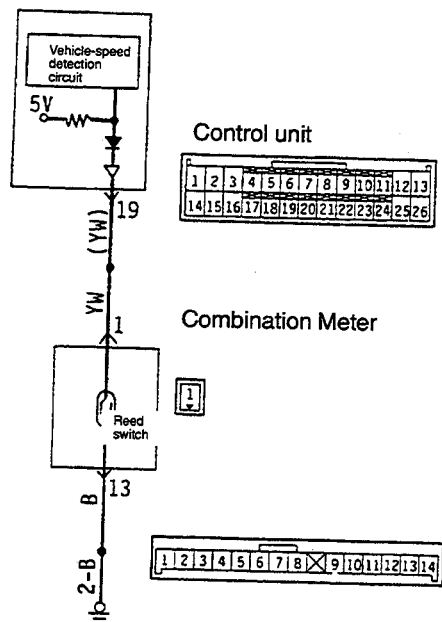 Vehicle-speed
detection
circuit
5V
Control unit
1 2 3 4 5 6 7 8 9 10 11 12 13
14 15 16 17 18 19 20 21 22 23 24 25 26
19
(YW)
YW
1
Combination Meter
1
Reed
switch
13
B
2-B
1 2 3 4 5 6 7 8 9 10 11 12 13 14